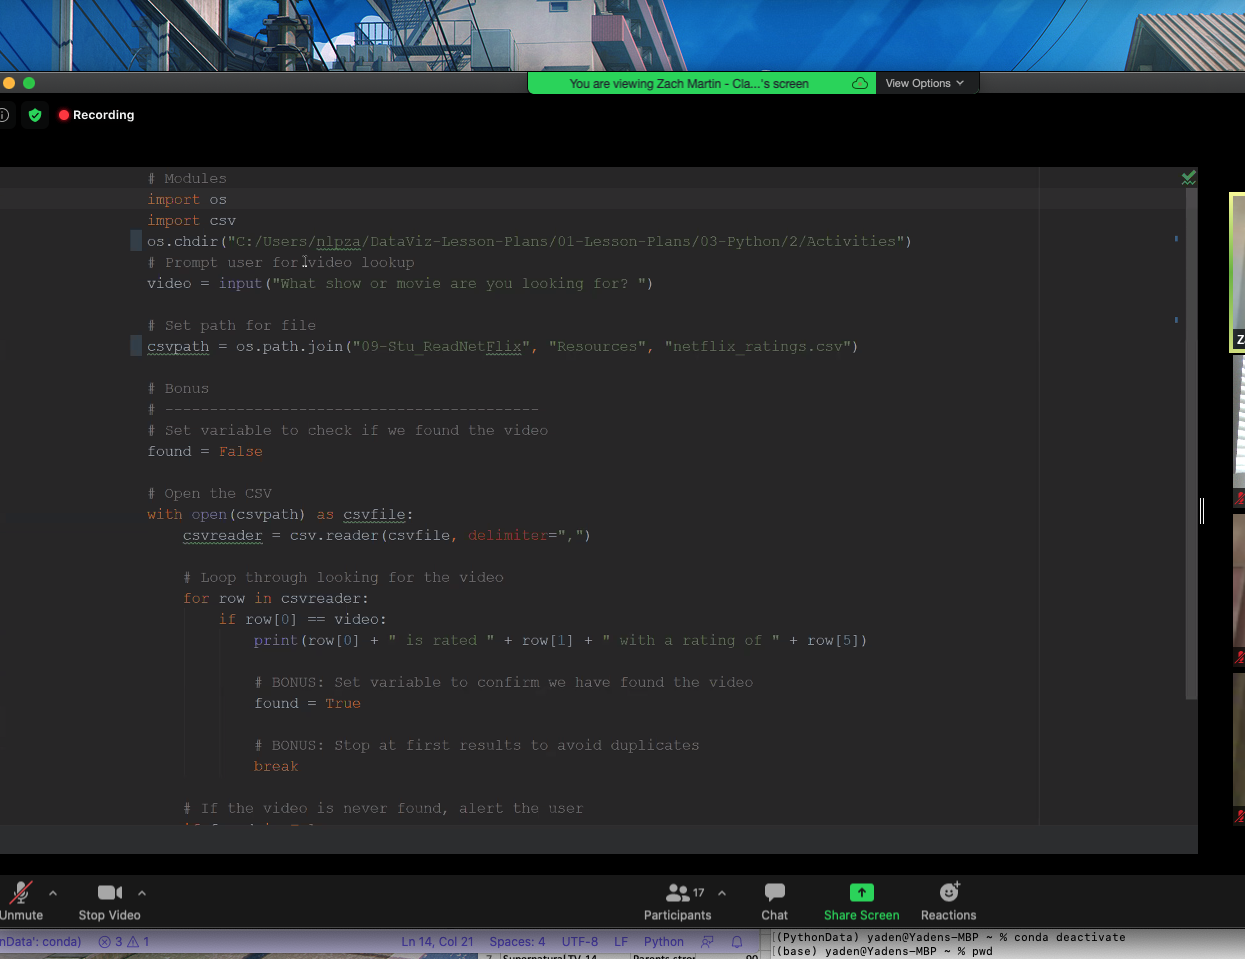 You are viewing Zach Martin - Cla...'s screen
View Options
Recording
# Modules
import os
import csv
os.chdir("C:/Users/nlpza/DataViz-Lesson-Plans/01-Lesson-Plans/03-Python/2/Activities")
# Prompt user for video lookup
video = input("What show or movie are you looking for? ")
# Set path for file
csvpath = os.path.join("09-Stu_ReadNetFlix", "Resources", "netflix_ratings.csv")
# Bonus
# ------------------------------------------
# Set variable to check if we found the video
found = False
# Open the CSV
with open(csvpath) as csvfile:
csvreader = csv.reader(csvfile, delimiter=",")
# Loop through looking for the video
for row in csvreader:
if row[0] == video:
print(row[0] + " is rated " + row[1] + " with a rating of " + row[5])
# BONUS: Set variable to confirm we have found the video
found = True
# BONUS: Stop at first results to avoid duplicates
break
# If the video is never found, alert the user
Z
Unmute
Stop Video
17
Participants
Chat
Share Screen
Reactions
nData': conda)
3
1
Ln 14, Col 21
Spaces: 4
UTF-8
LF
Python
(PythonData) yaden@Yadens-MBP ~ % conda deactivate
(base) yaden@Yadens-MBP ~ % pwd